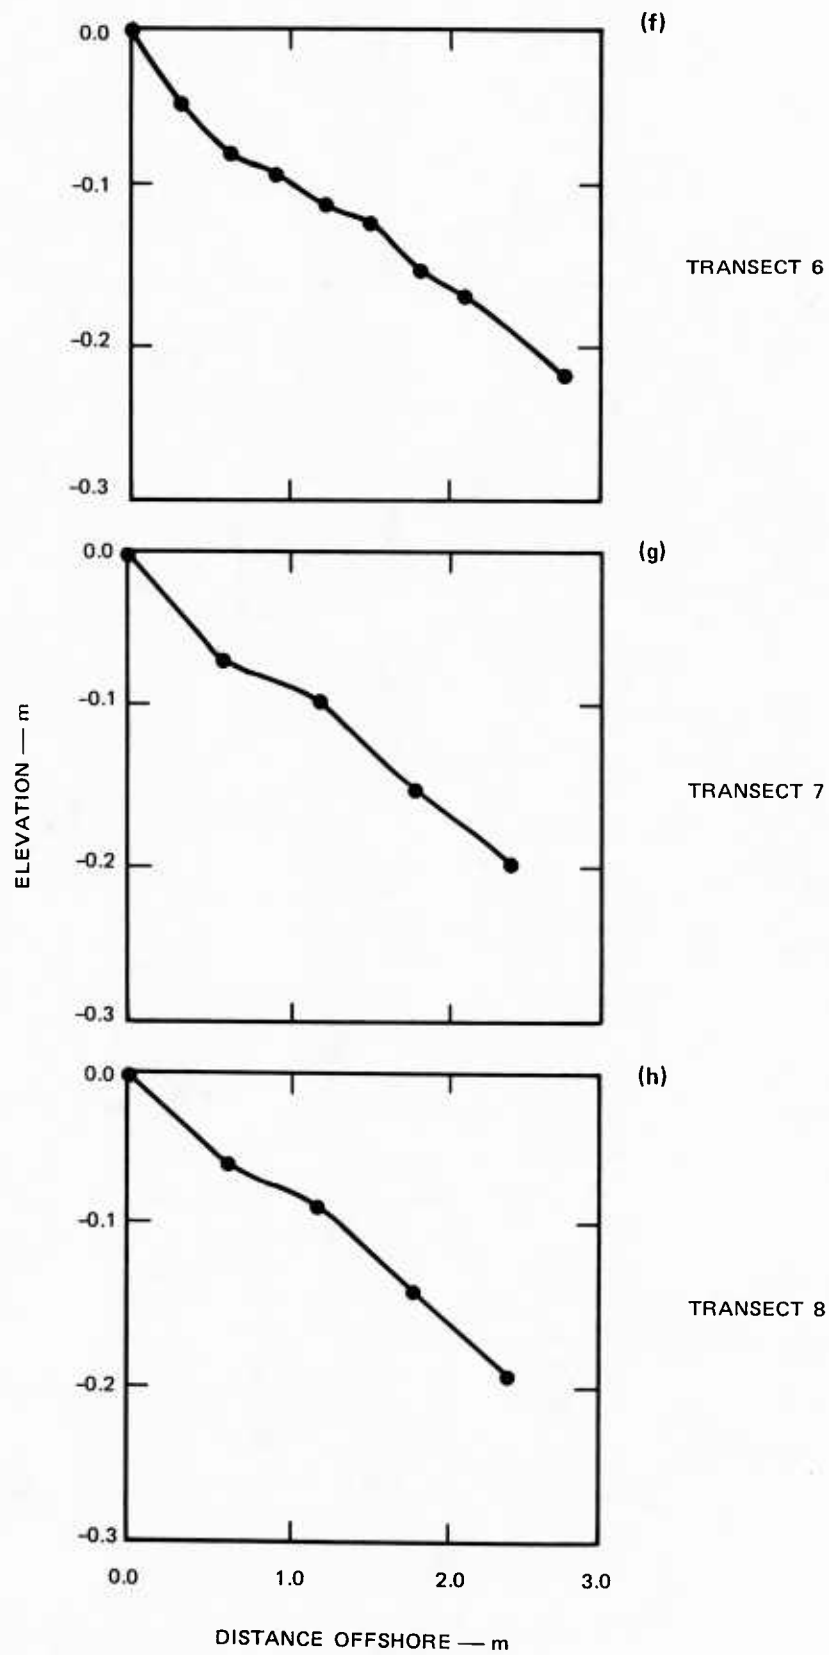 (f)
0.0
-0.1
-0.2
-0.3
TRANSECT 6
(g)
0.0
-0.1
-0.2
-0.3
TRANSECT 7
ELEVATION — m
(h)
0.0
-0.1
-0.2
-0.3
TRANSECT 8
0.0 1.0 2.0 3.0
DISTANCE OFFSHORE — m